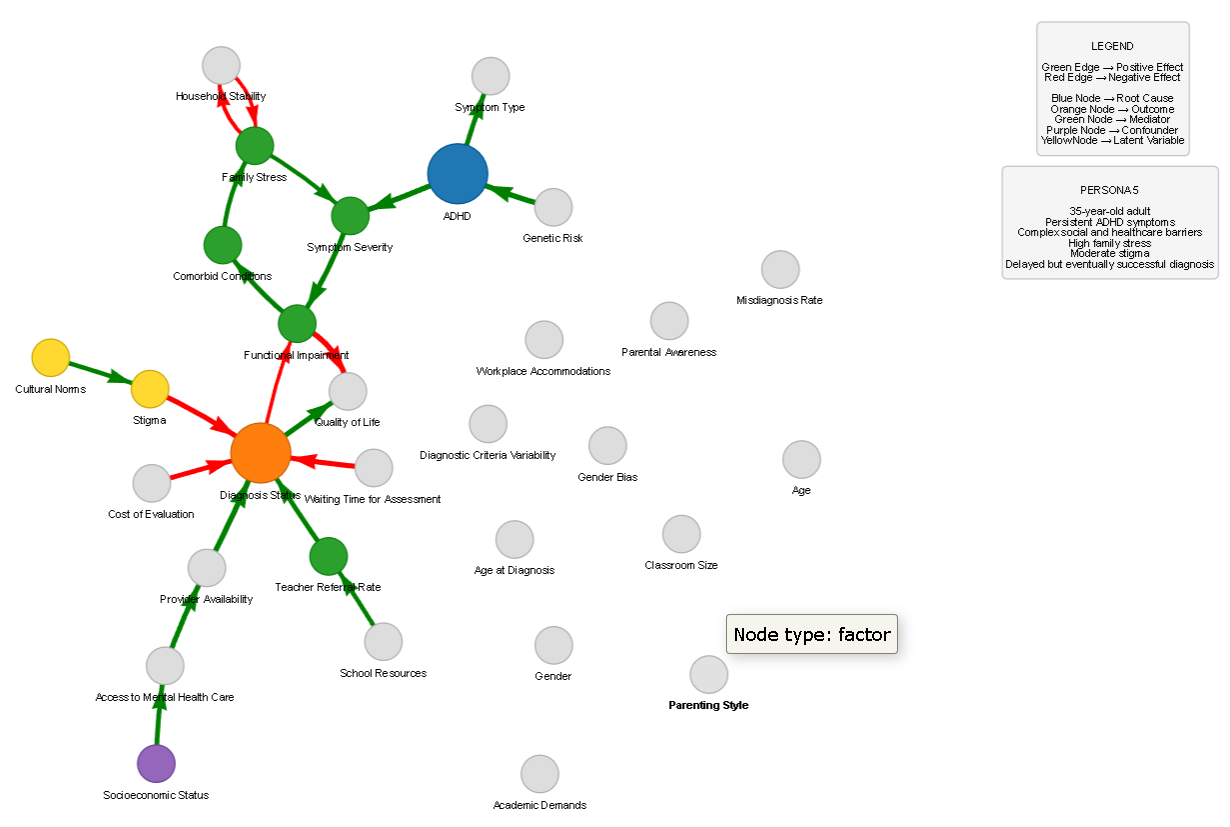 LEGEND
Green Edge → Positive Effect
Red Edge → Negative Effect
Blue Node → Root Cause
Orange Node → Outcome
Green Node → Mediator
Purple Node → Confounder
YellowNode → Latent Variable
PERSONA 5
35-year-old adult
Persistent ADHD symptoms
Complex social and healthcare barriers
High family stress
Moderate stigma
Delayed but eventually successful diagnosis
Household Stability
Symptom Type
Family Stress
ADHD
Genetic Risk
Symptom Severity
Comorbid Conditions
Misdiagnosis Rate
Functional Impairment
Parental Awareness
Workplace Accommodations
Cultural Norms
Stigma
Quality of Life
Diagnostic Criteria Variability
Gender Bias
Age
Diagnosis Status
Waiting Time for Assessment
Cost of Evaluation
Age at Diagnosis
Classroom Size
Teacher Referral Rate
Provider Availability
Node type: factor
School Resources
Gender
Access to Mental Health Care
Parenting Style
Socioeconomic Status
Academic Demands